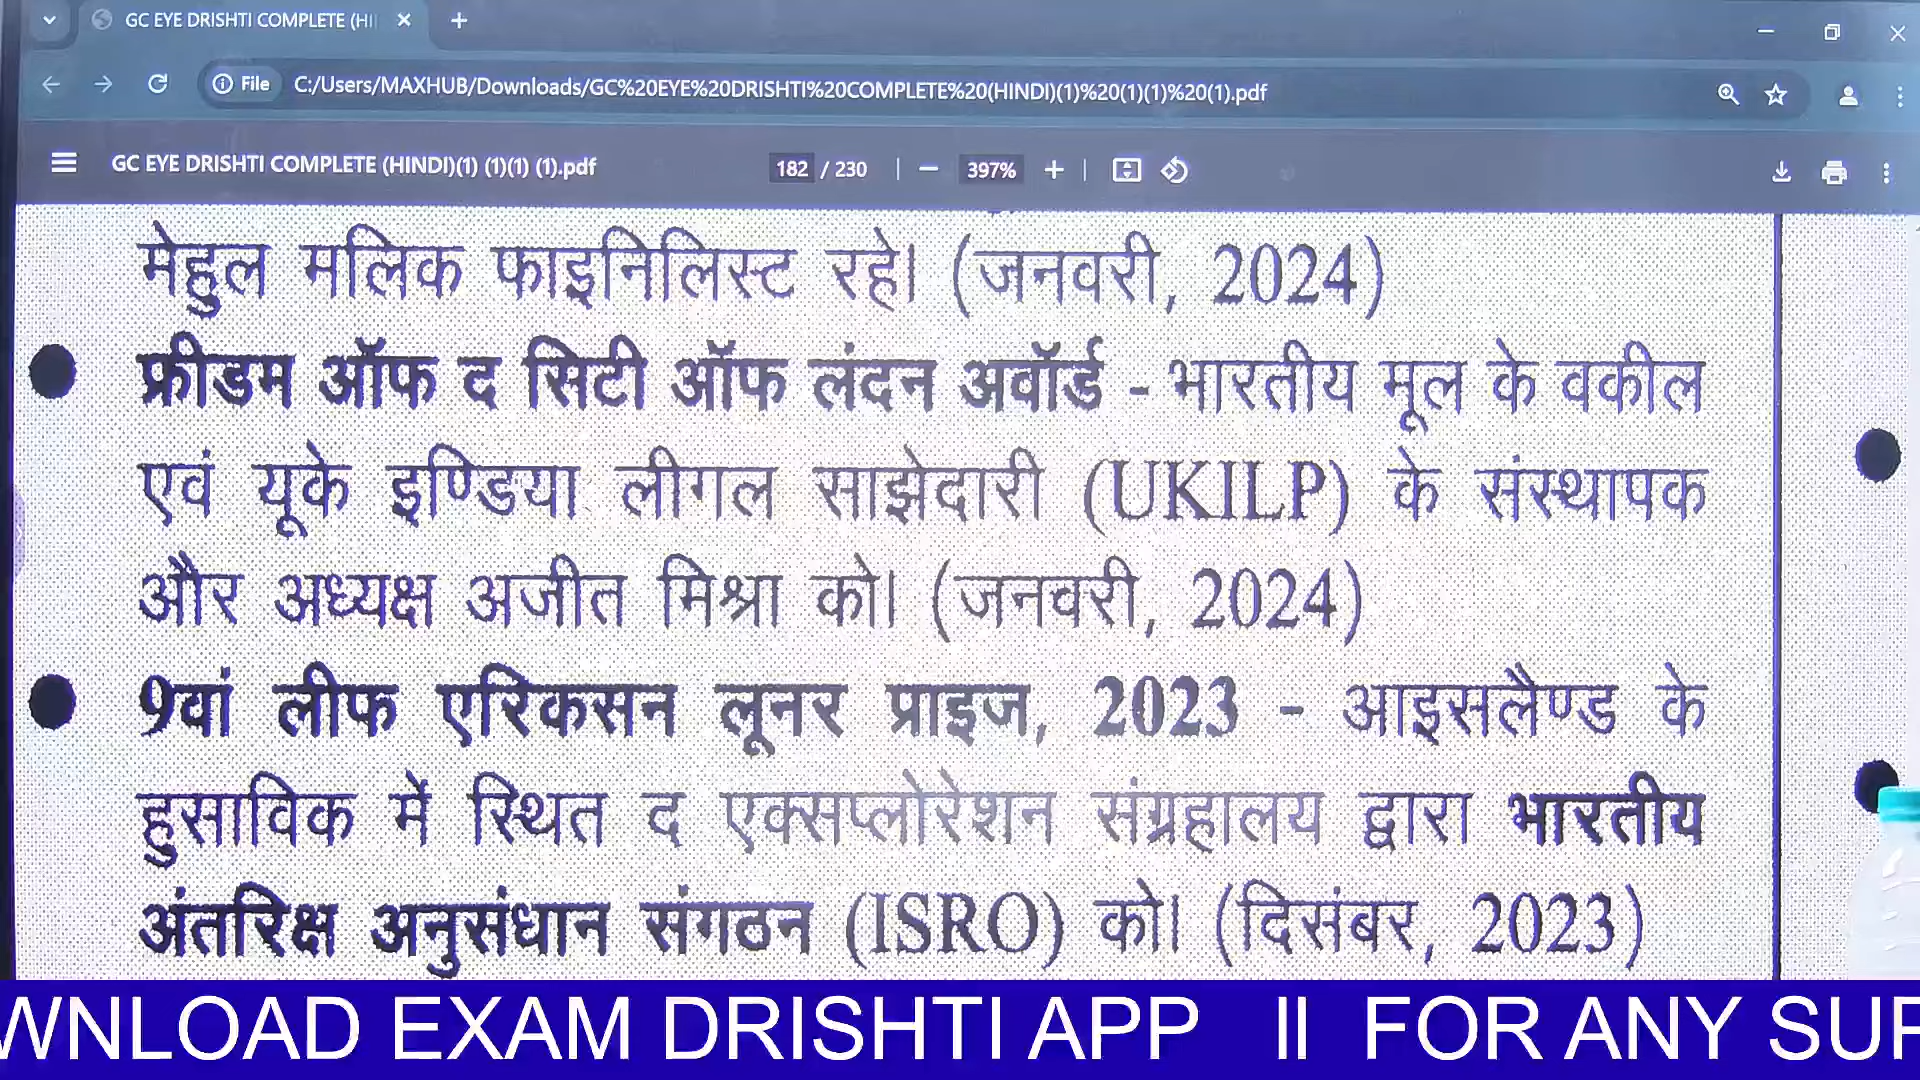 GC EYE DRISHTI COMPLETE (HI
File C:/Users/MAXHUB/Downloads/GC%20EYE%20DRISHTI%20COMPLETE%20(HINDI)(1)%20(1)(1)%20(1).pdf
GC EYE DRISHTI COMPLETE (HINDI)(1) (1)(1) (1).pdf 182 / 230 397%
मेहुल मलिक फाइनिलिस्ट रहे। (जनवरी, 2024)
फ्रीडम ऑफ द सिटी ऑफ लंदन अवॉर्ड - भारतीय मूल के वकील
एवं यूके इण्डिया लीगल साझेदारी (UKILP) के संस्थापक
और अध्यक्ष अजीत मिश्रा को। (जनवरी, 2024)
9वां लीफ एरिकसन लूनर प्राइज, 2023 - आइसलैण्ड के
हुसाविक में स्थित द एक्सप्लोरेशन संग्रहालय द्वारा भारतीय
अंतरिक्ष अनुसंधान संगठन (ISRO) को। (दिसंबर, 2023)
WNLOAD EXAM DRISHTI APP || FOR ANY SUP